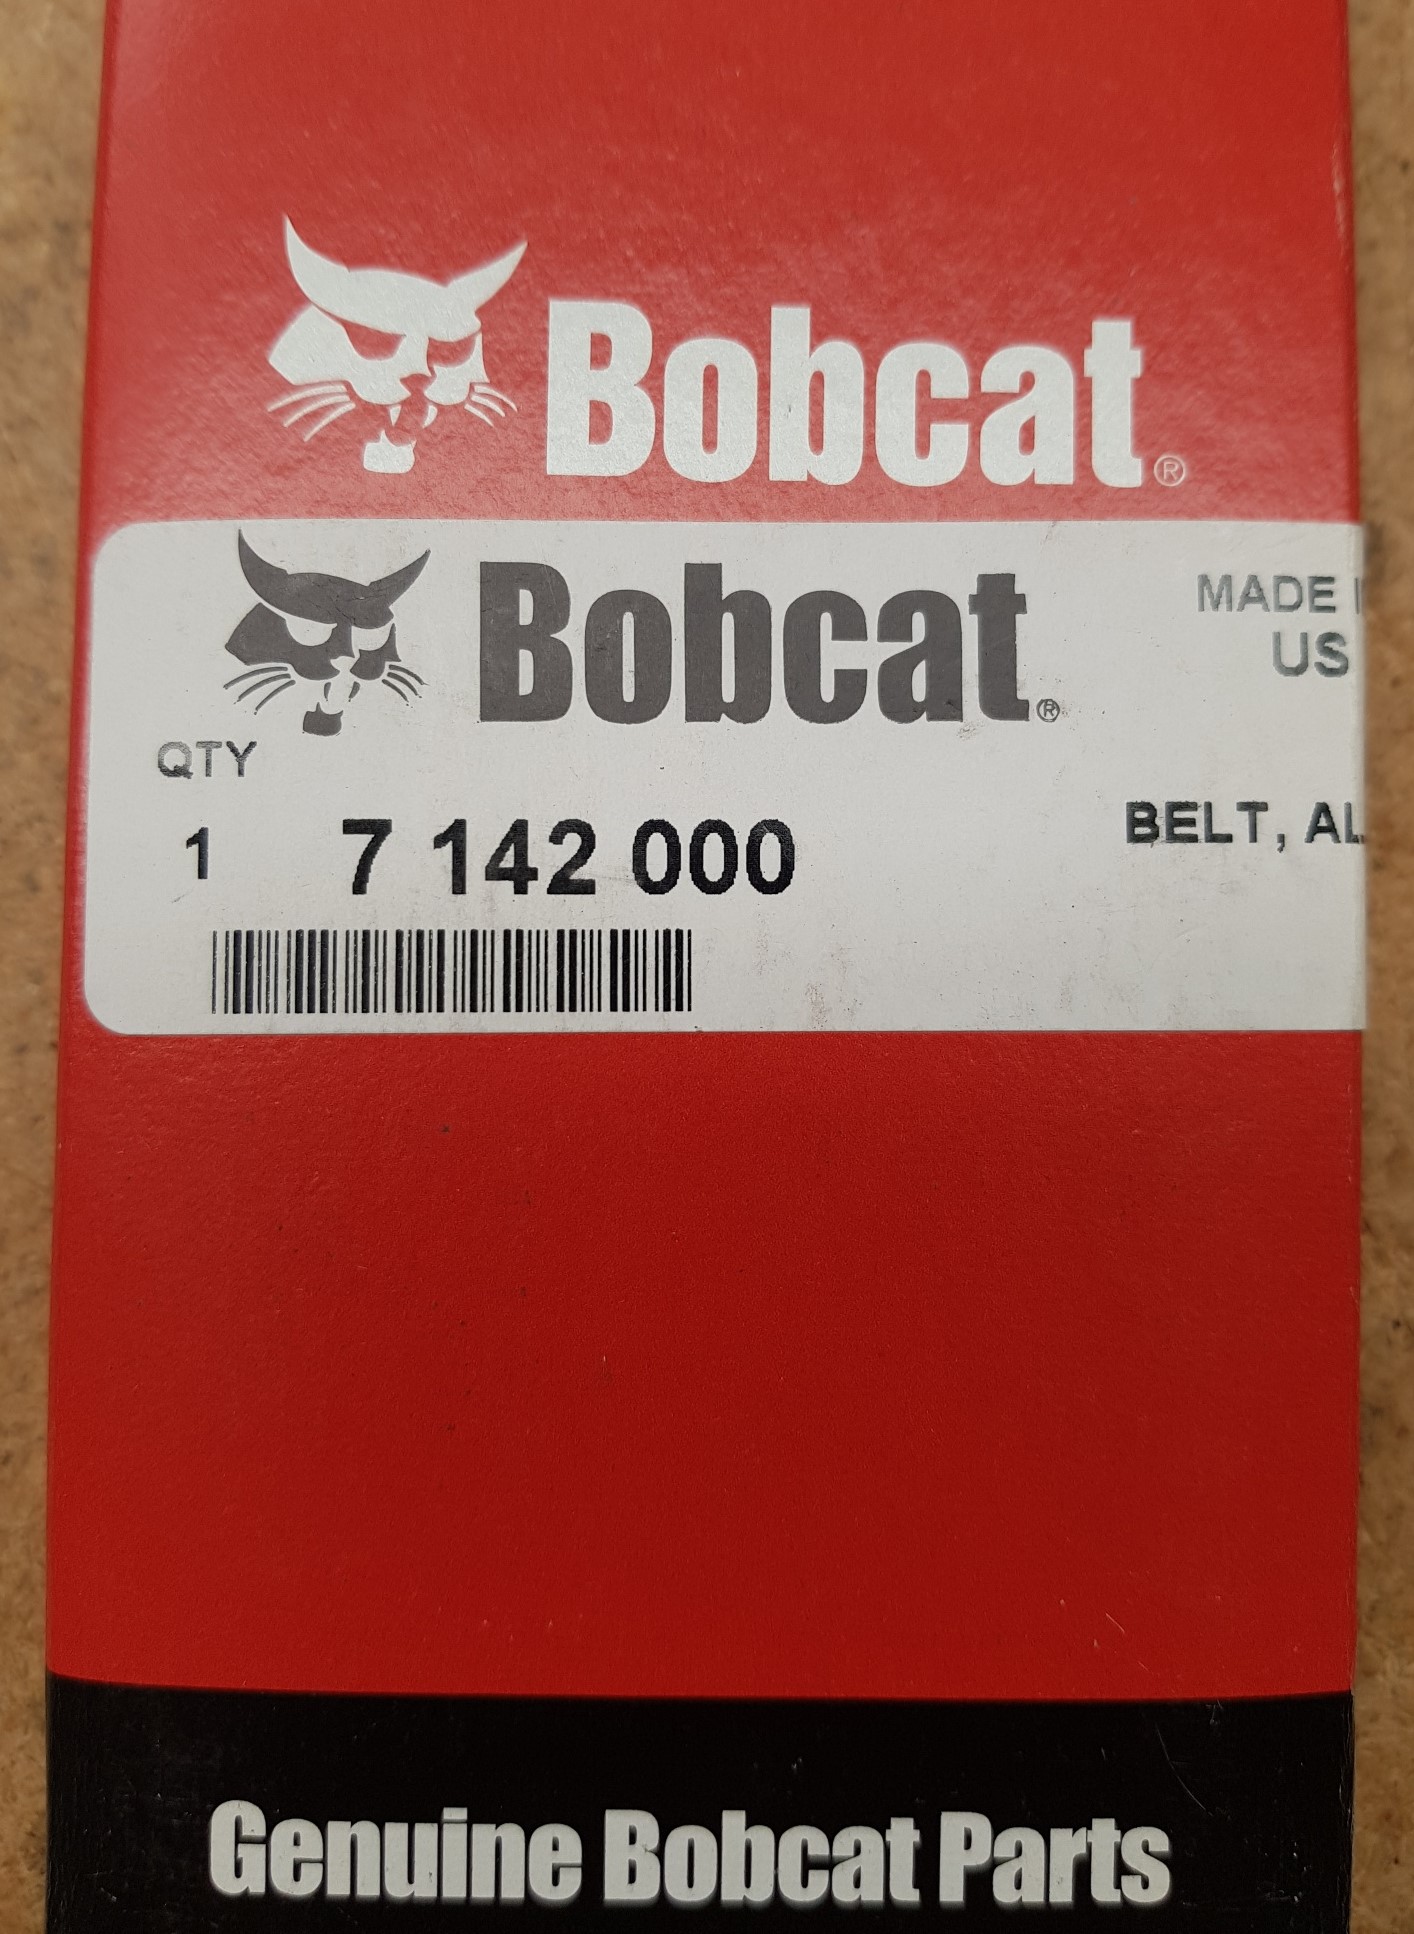 Bobcat®
Bobcat®
MADE
US
QTY
1 7 142 000
BELT, AL
Genuine Bobcat Parts